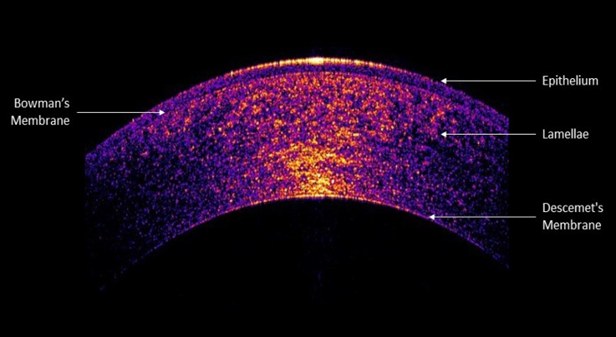 Epithelium
Bowman's
Membrane
Lamellae
Descemet's
Membrane